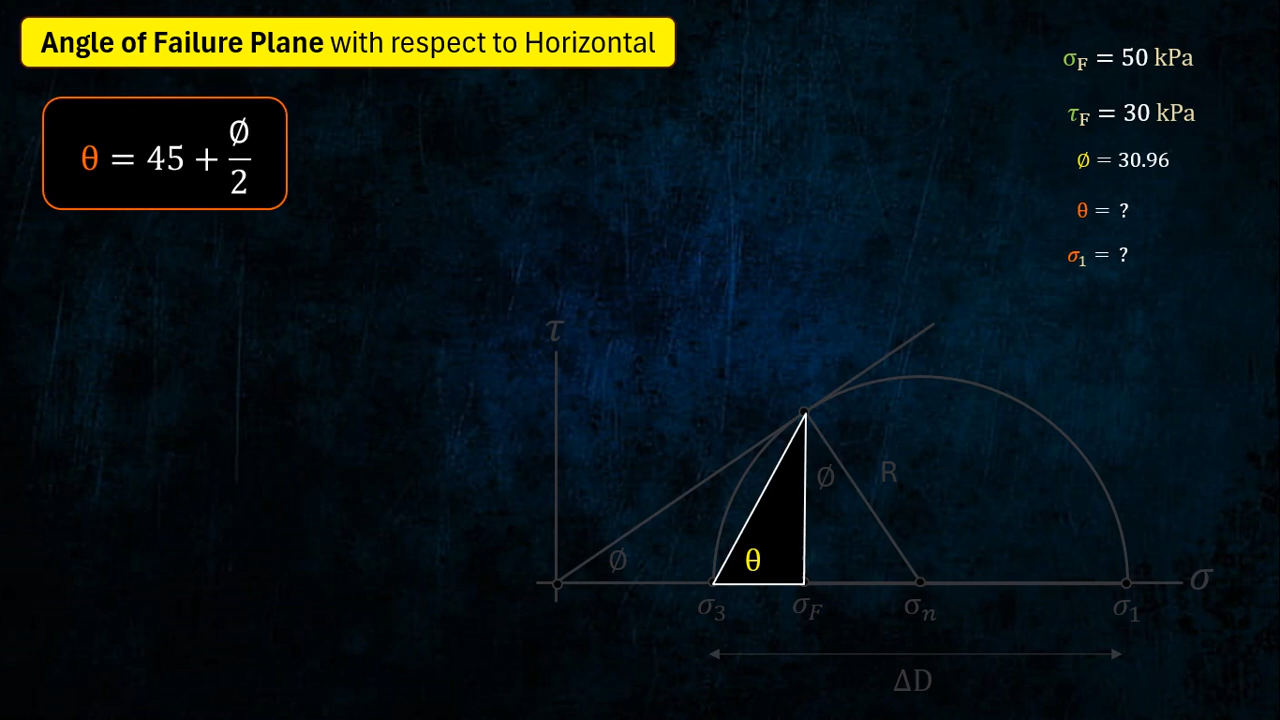 Angle of Failure Plane with respect to Horizontal
σF = 50 kPa
θ = 45 + ∅/2
τF = 30 kPa
∅ = 30.96
θ = ?
σ1 = ?
τ
∅
R
∅
θ
σ
σ3
σF
σn
σ1
ΔD